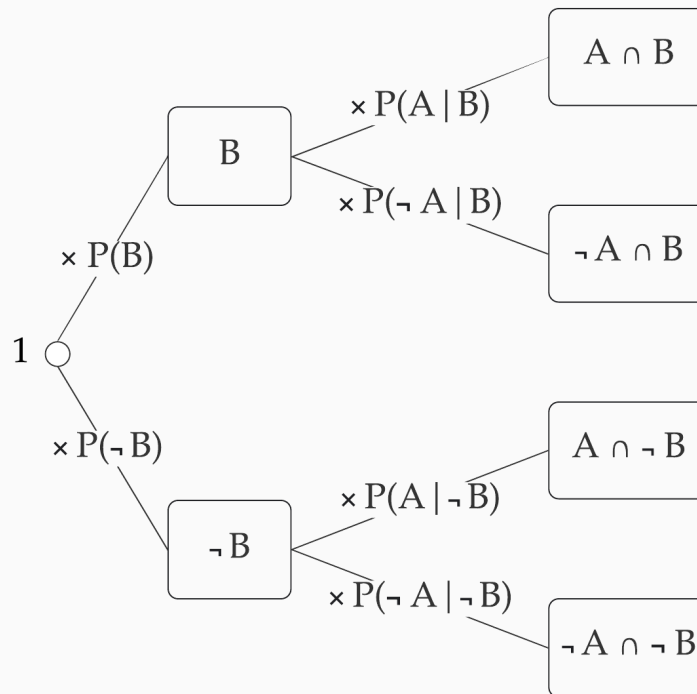 A ∩ B
× P(A | B)
B
× P(¬ A | B)
¬ A ∩ B
× P(B)
1
× P(¬ B)
A ∩ ¬ B
× P(A | ¬ B)
¬ B
× P(¬ A | ¬ B)
¬ A ∩ ¬ B